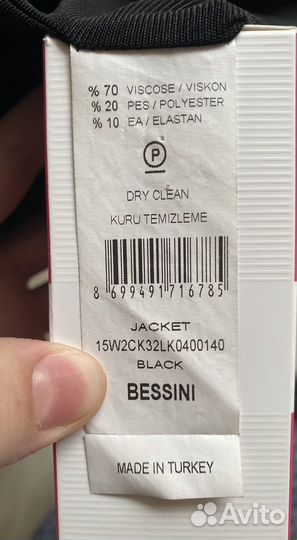 % 70 VISCOSE / VISKON
% 20 PES / POLYESTER
% 10 EA / ELASTAN
P
DRY CLEAN
KURU TEMIZLEME
8 699491 716785
JACKET
15W2CK32LK0400140
BLACK
BESSINI
MADE IN TURKEY
Avito